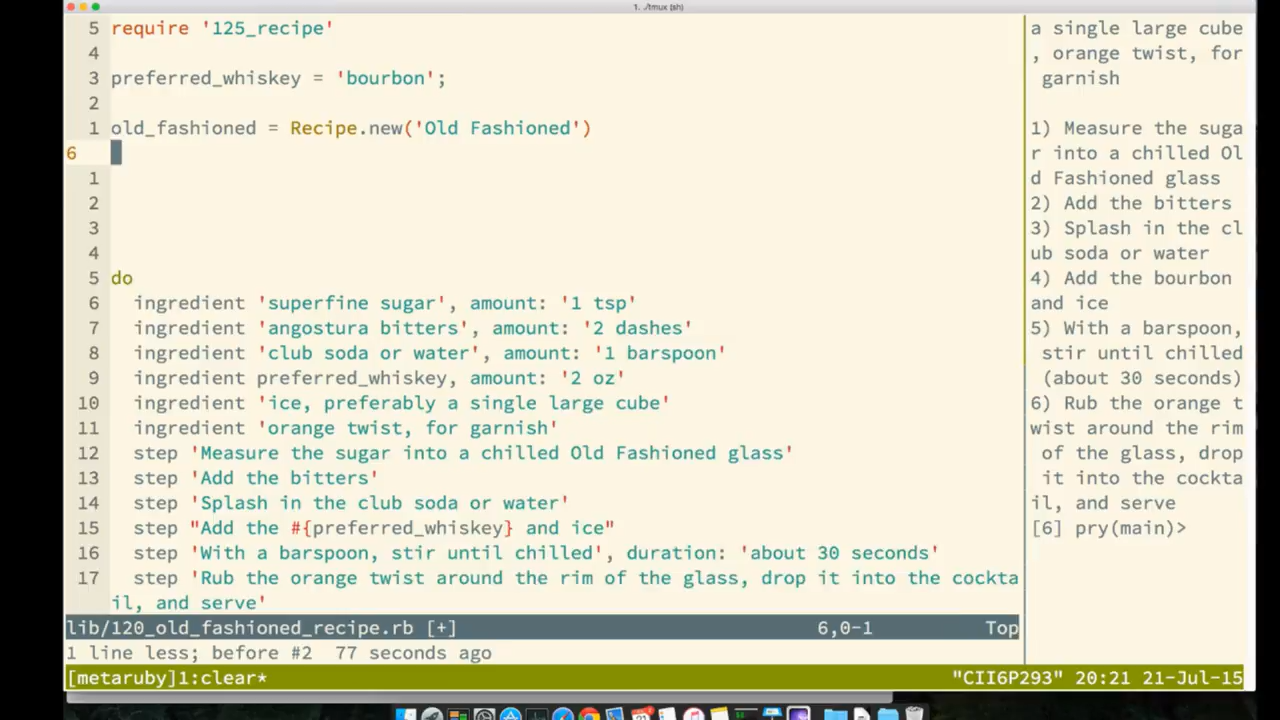 1. ./tmux (sh)
5 require '125_recipe'
4
3 preferred_whiskey = 'bourbon';
2
1 old_fashioned = Recipe.new('Old Fashioned')
6
1
2
3
4
5 do
6 ingredient 'superfine sugar', amount: '1 tsp'
7 ingredient 'angostura bitters', amount: '2 dashes'
8 ingredient 'club soda or water', amount: '1 barspoon'
9 ingredient preferred_whiskey, amount: '2 oz'
10 ingredient 'ice, preferably a single large cube'
11 ingredient 'orange twist, for garnish'
12 step 'Measure the sugar into a chilled Old Fashioned glass'
13 step 'Add the bitters'
14 step 'Splash in the club soda or water'
15 step "Add the #{preferred_whiskey} and ice"
16 step 'With a barspoon, stir until chilled', duration: 'about 30 seconds'
17 step 'Rub the orange twist around the rim of the glass, drop it into the cockta
il, and serve'
lib/120_old_fashioned_recipe.rb [+] 6,0-1 Top
1 line less; before #2 77 seconds ago
a single large cube
, orange twist, for
garnish
1) Measure the suga
r into a chilled Ol
d Fashioned glass
2) Add the bitters
3) Splash in the cl
ub soda or water
4) Add the bourbon
and ice
5) With a barspoon,
stir until chilled
(about 30 seconds)
6) Rub the orange t
wist around the rim
of the glass, drop
it into the cockta
il, and serve
[6] pry(main)>
[metaruby]1:clear* "CII6P293" 20:21 21-Jul-15